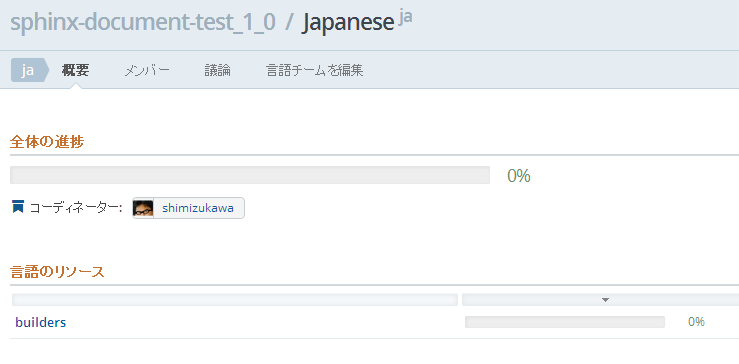 sphinx-document-test_1_0 / Japanese ja
ja 概要 メンバー 議論 言語チームを編集
全体の進捗
0%
コーディネーター: shimizukawa
言語のリソース
builders 0%